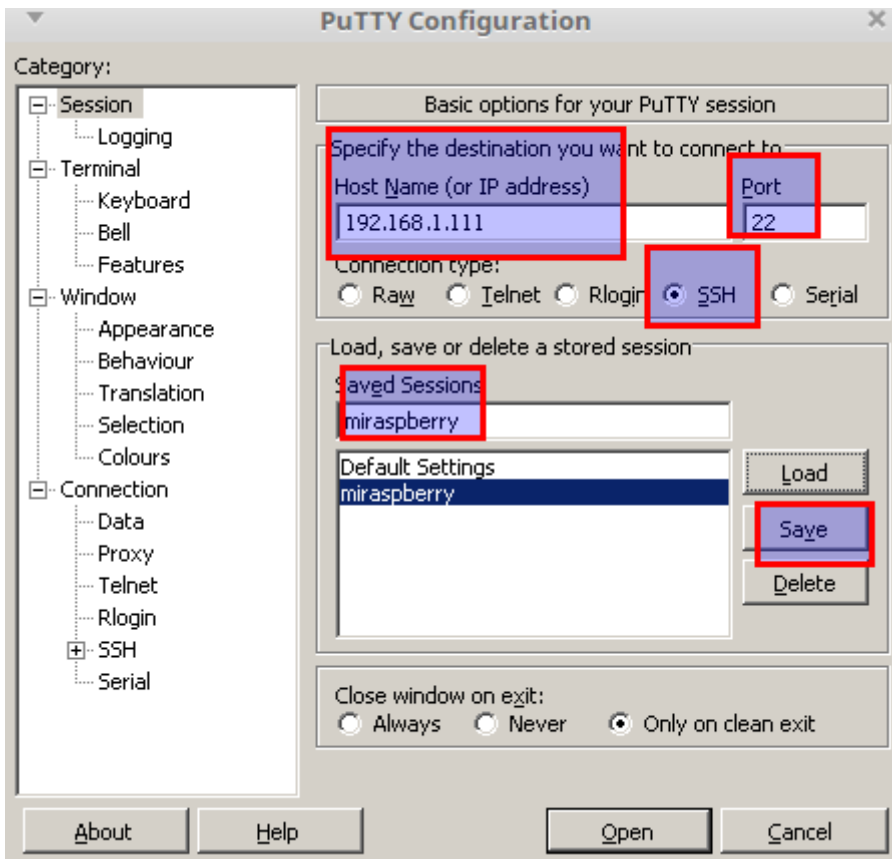 PuTTY Configuration
Category:
Session
Logging
Terminal
Keyboard
Bell
Features
Window
Appearance
Behaviour
Translation
Selection
Colours
Connection
Data
Proxy
Telnet
Rlogin
SSH
Serial
Basic options for your PuTTY session
Specify the destination you want to connect to
Host Name (or IP address) Port
192.168.1.111 22
Connection type:
Raw Telnet Rlogin SSH Serial
Load, save or delete a stored session
Saved Sessions
miraspberry
Default Settings
miraspberry
Load
Save
Delete
Close window on exit:
Always Never Only on clean exit
About Help Open Cancel